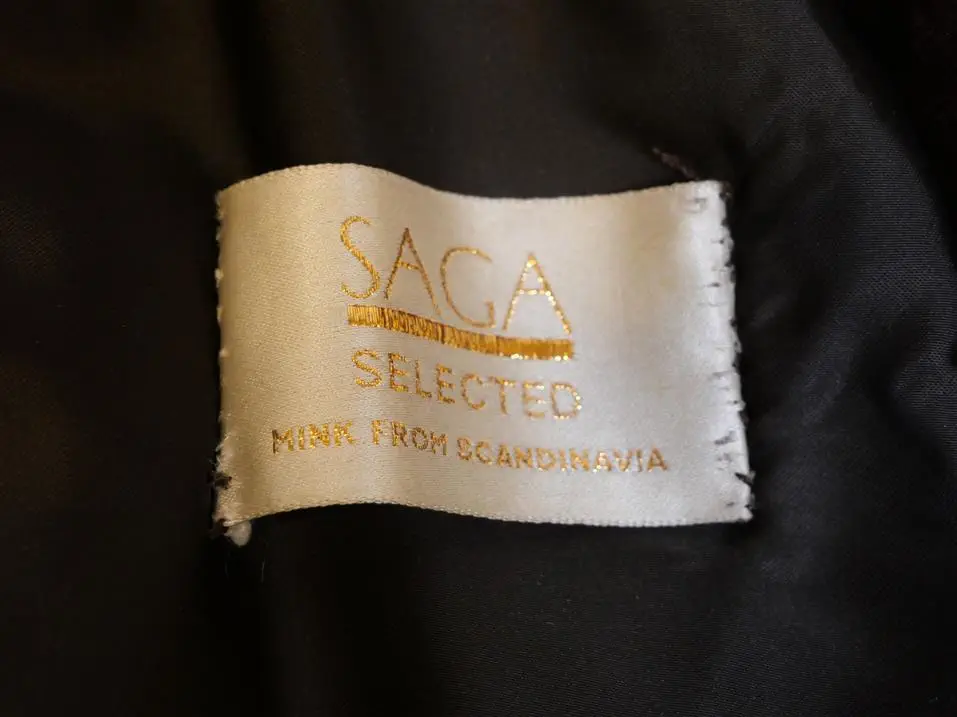 SAGA
SELECTED
MINK FROM SCANDINAVIA